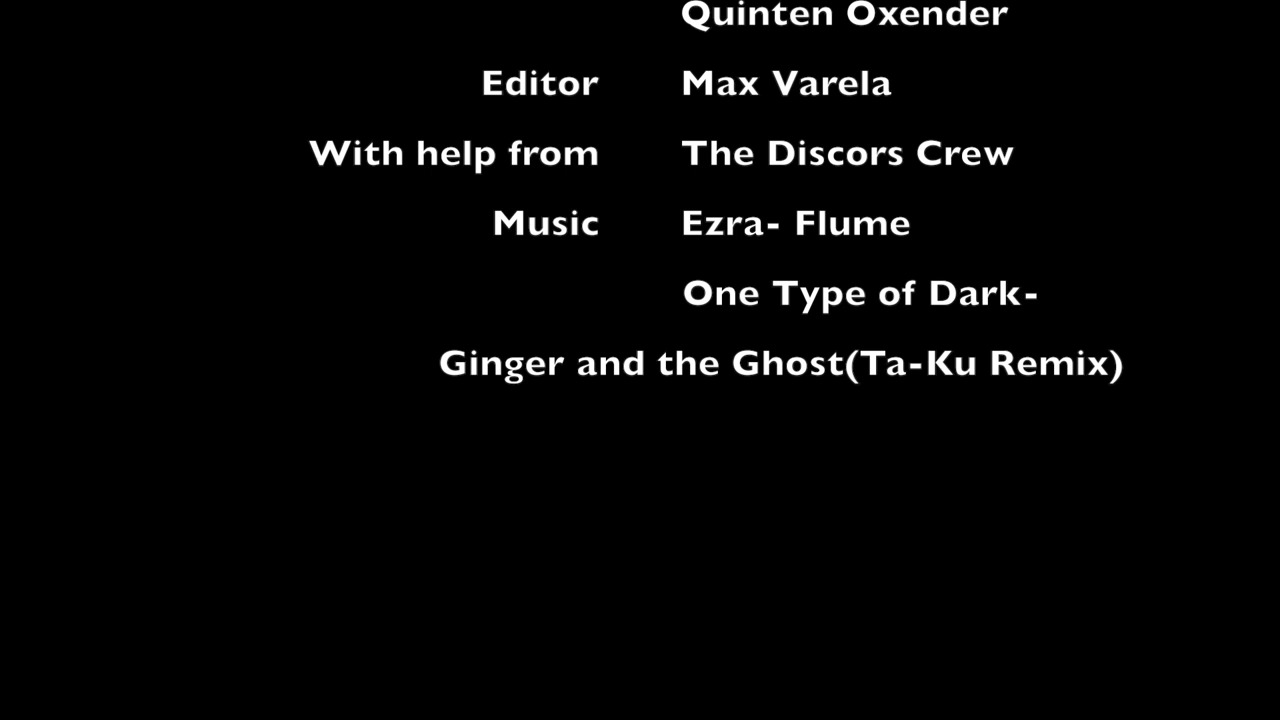 Quinten Oxender
Editor Max Varela
With help from The Discors Crew
Music Ezra- Flume
One Type of Dark-
Ginger and the Ghost(Ta-Ku Remix)